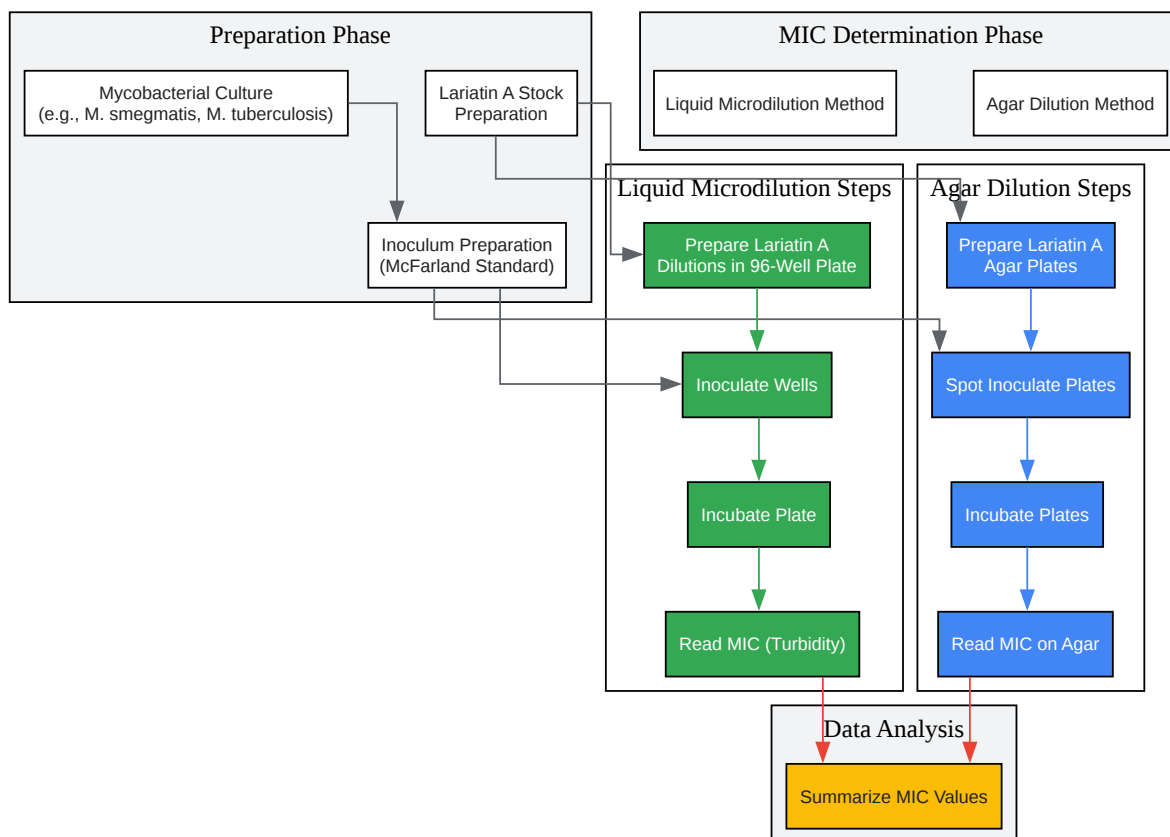 Preparation Phase
Mycobacterial Culture
(e.g., M. smegmatis, M. tuberculosis)
Lariatin A Stock
Preparation
Inoculum Preparation
(McFarland Standard)
MIC Determination Phase
Liquid Microdilution Method
Agar Dilution Method
Liquid Microdilution Steps
Prepare Lariatin A
Dilutions in 96-Well Plate
Inoculate Wells
Incubate Plate
Read MIC (Turbidity)
Agar Dilution Steps
Prepare Lariatin A
Agar Plates
Spot Inoculate Plates
Incubate Plates
Read MIC on Agar
Data Analysis
Summarize MIC Values